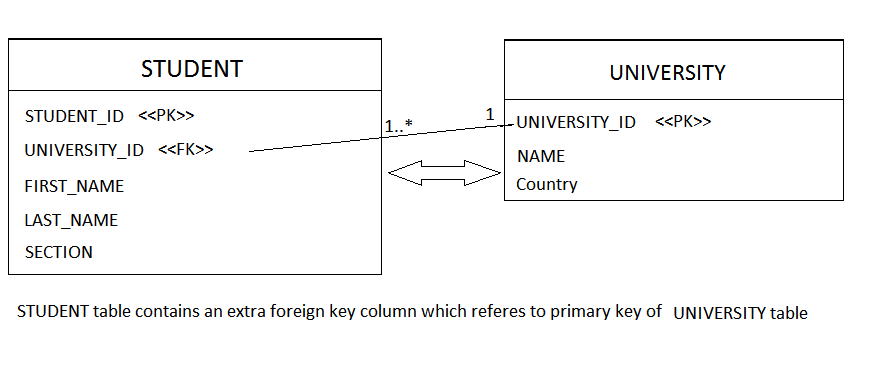 STUDENT
STUDENT_ID <<PK>>
UNIVERSITY_ID <<FK>>
FIRST_NAME
LAST_NAME
SECTION
1..*
1
UNIVERSITY
UNIVERSITY_ID <<PK>>
NAME
Country
STUDENT table contains an extra foreign key column which referes to primary key of UNIVERSITY table